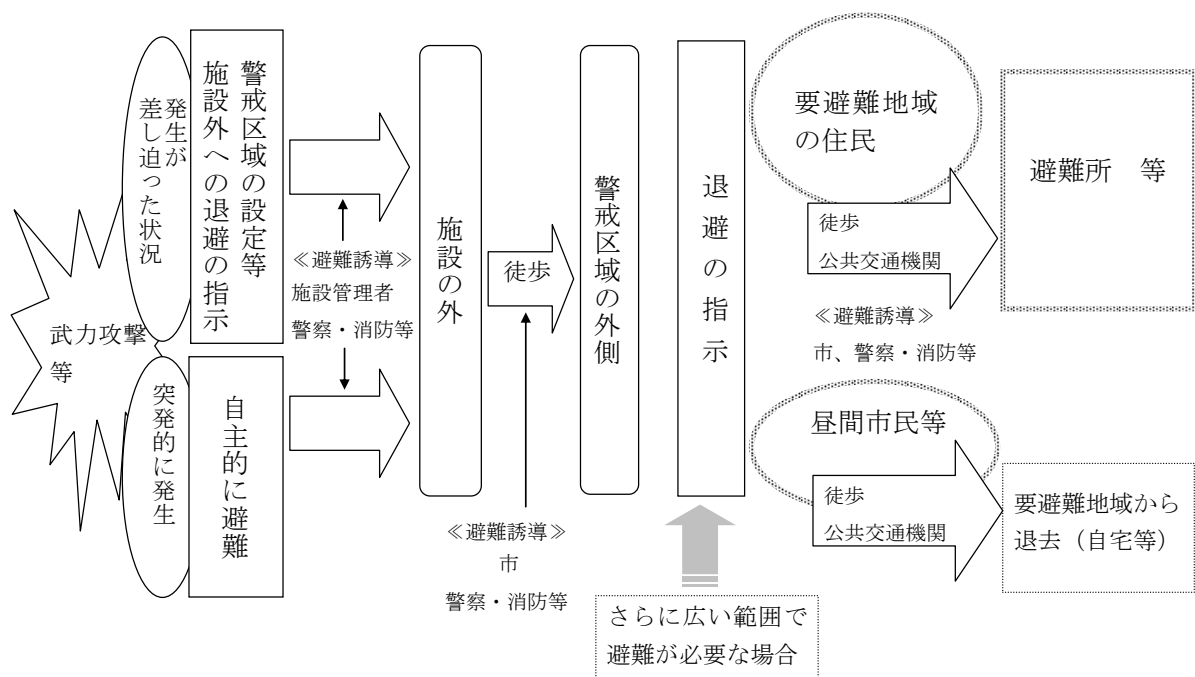 武力攻撃
等
発生が
差し迫った状況
警戒区域の設定等
施設外への退避の指示
突発的に発生
自主的に避難
≪避難誘導≫
施設管理者
警察・消防等
施設の外
徒歩
≪避難誘導≫
市
警察・消防等
警戒区域の外側
退避の指示
さらに広い範囲で
避難が必要な場合
要避難地域
の住民
徒歩
公共交通機関
≪避難誘導≫
市、警察・消防等
避難所　等
昼間市民等
徒歩
公共交通機関
要避難地域から
退去（自宅等）